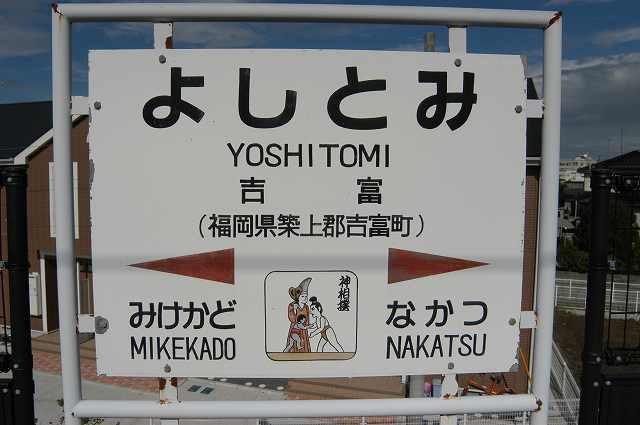 よしとみ
YOSHITOMI
吉富
(福岡県築上郡吉富町)
神相撲
みけかど なかつ
MIKEKADO NAKATSU